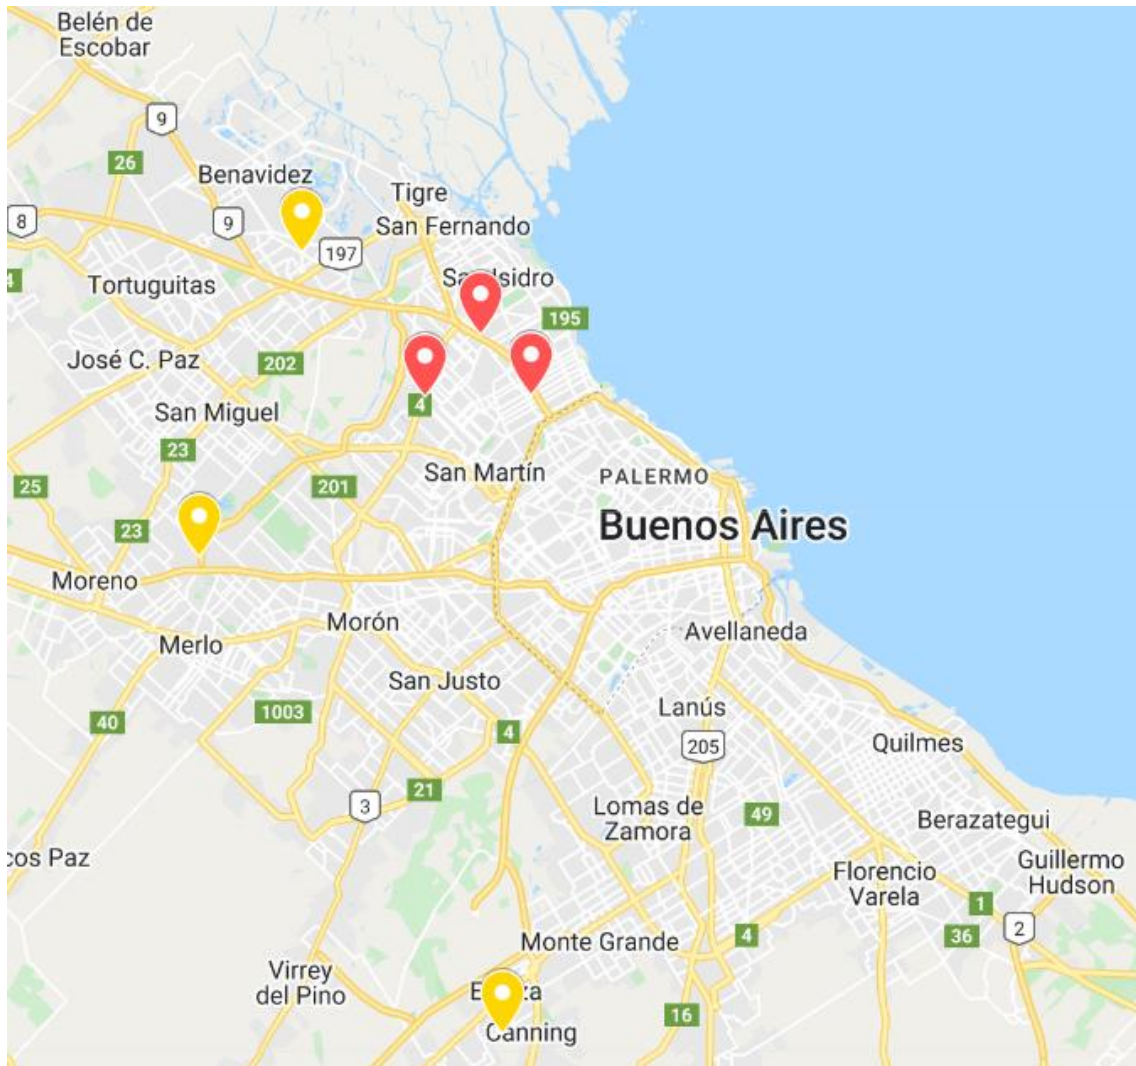 Belén de
Escobar
9
26
Benavidez
Tigre
8
9
San Fernando
197
4
Tortuguitas
195
José C. Paz
202
4
San Miguel
23
San Martín
PALERMO
25
201
Buenos Aires
23
Moreno
Morón
Avellaneda
Merlo
San Justo
1003
Lanús
40
4
205
Quilmes
21
3
Lomas de
Zamora
49
Berazategui
cos Paz
Florencio
Varela
Guillermo
Hudson
1
2
36
4
Monte Grande
Virrey
del Pino
16
Canning